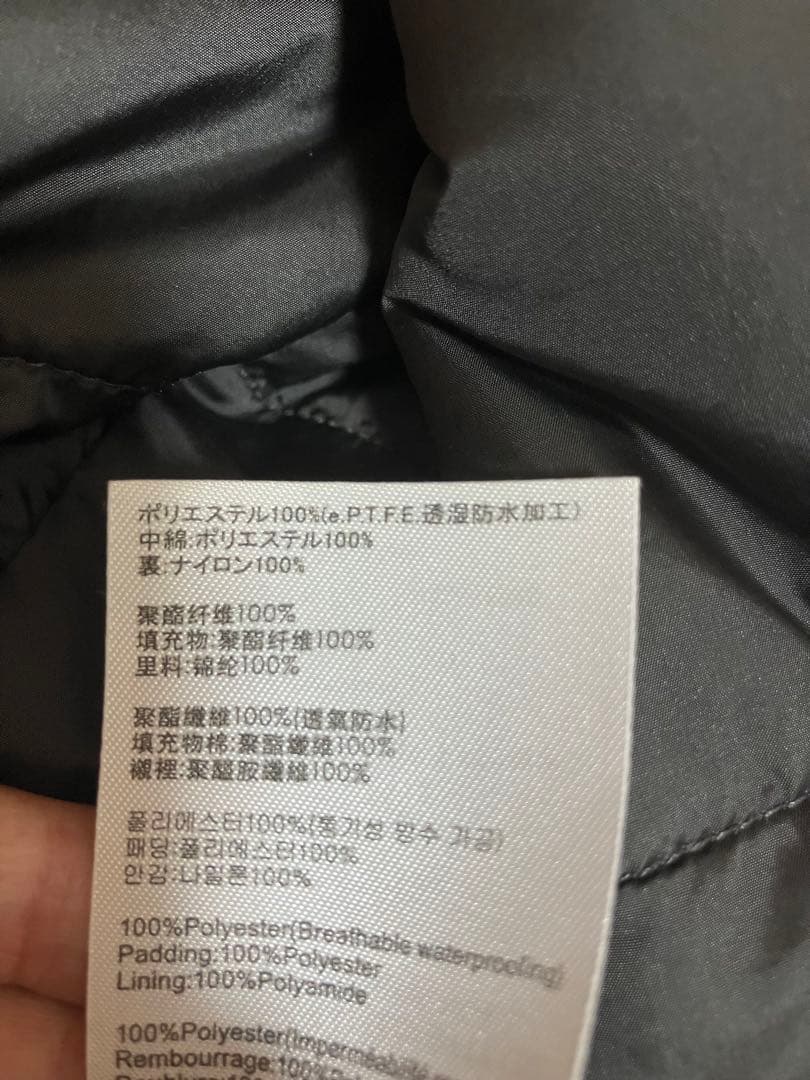 ポリエステル100%(e.P.T.F.E.透湿防水加工)
中綿:ポリエステル100%
裏:ナイロン100%
聚酯纤维100%
填充物:聚酯纤维100%
里料:锦纶100%
聚酯纖維100%(透氣防水)
填充物棉:聚酯纖維100%
襯裡:聚醯胺纖維100%
폴리에스터100%(통기성 방수 가공)
패딩:폴리에스터100%
안감:나일론100%
100%Polyester(Breathable waterproofing)
Padding:100%Polyester
Lining:100%Polyamide
100%Polyester(Imperméabilité
Rembourrage:100%